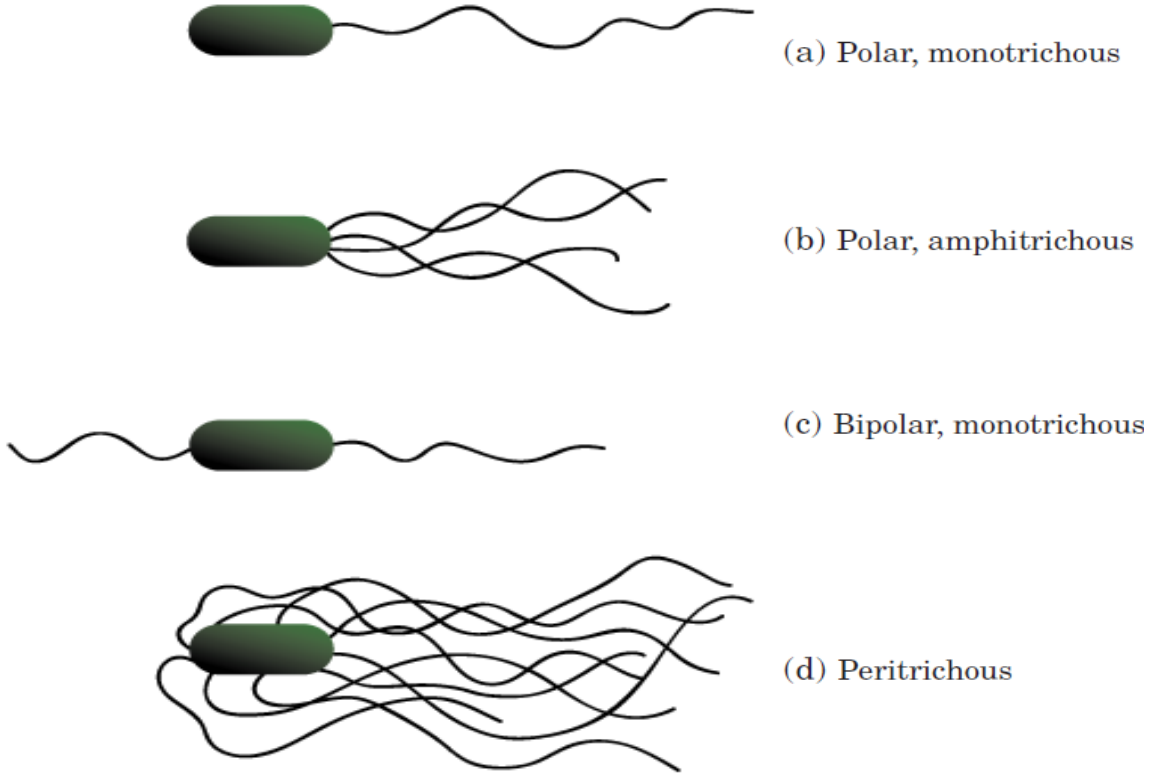 (a) Polar, monotrichous
(b) Polar, amphitrichous
(c) Bipolar, monotrichous
(d) Peritrichous